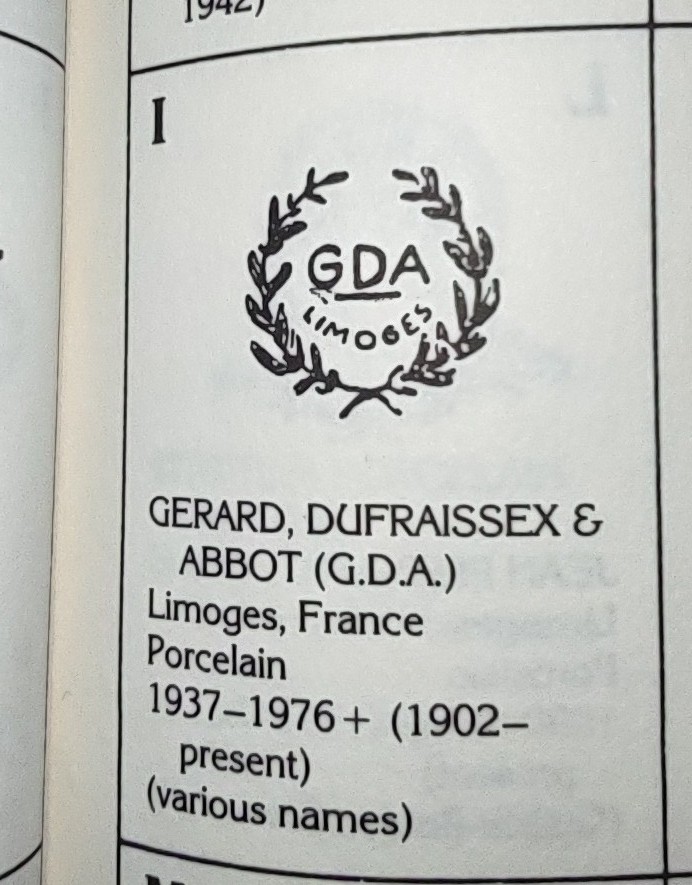 1942)
I
GDA
LIMOGES
GERARD, DUFRAISSEX &
ABBOT (G.D.A.)
Limoges, France
Porcelain
1937–1976+ (1902–
present)
(various names)